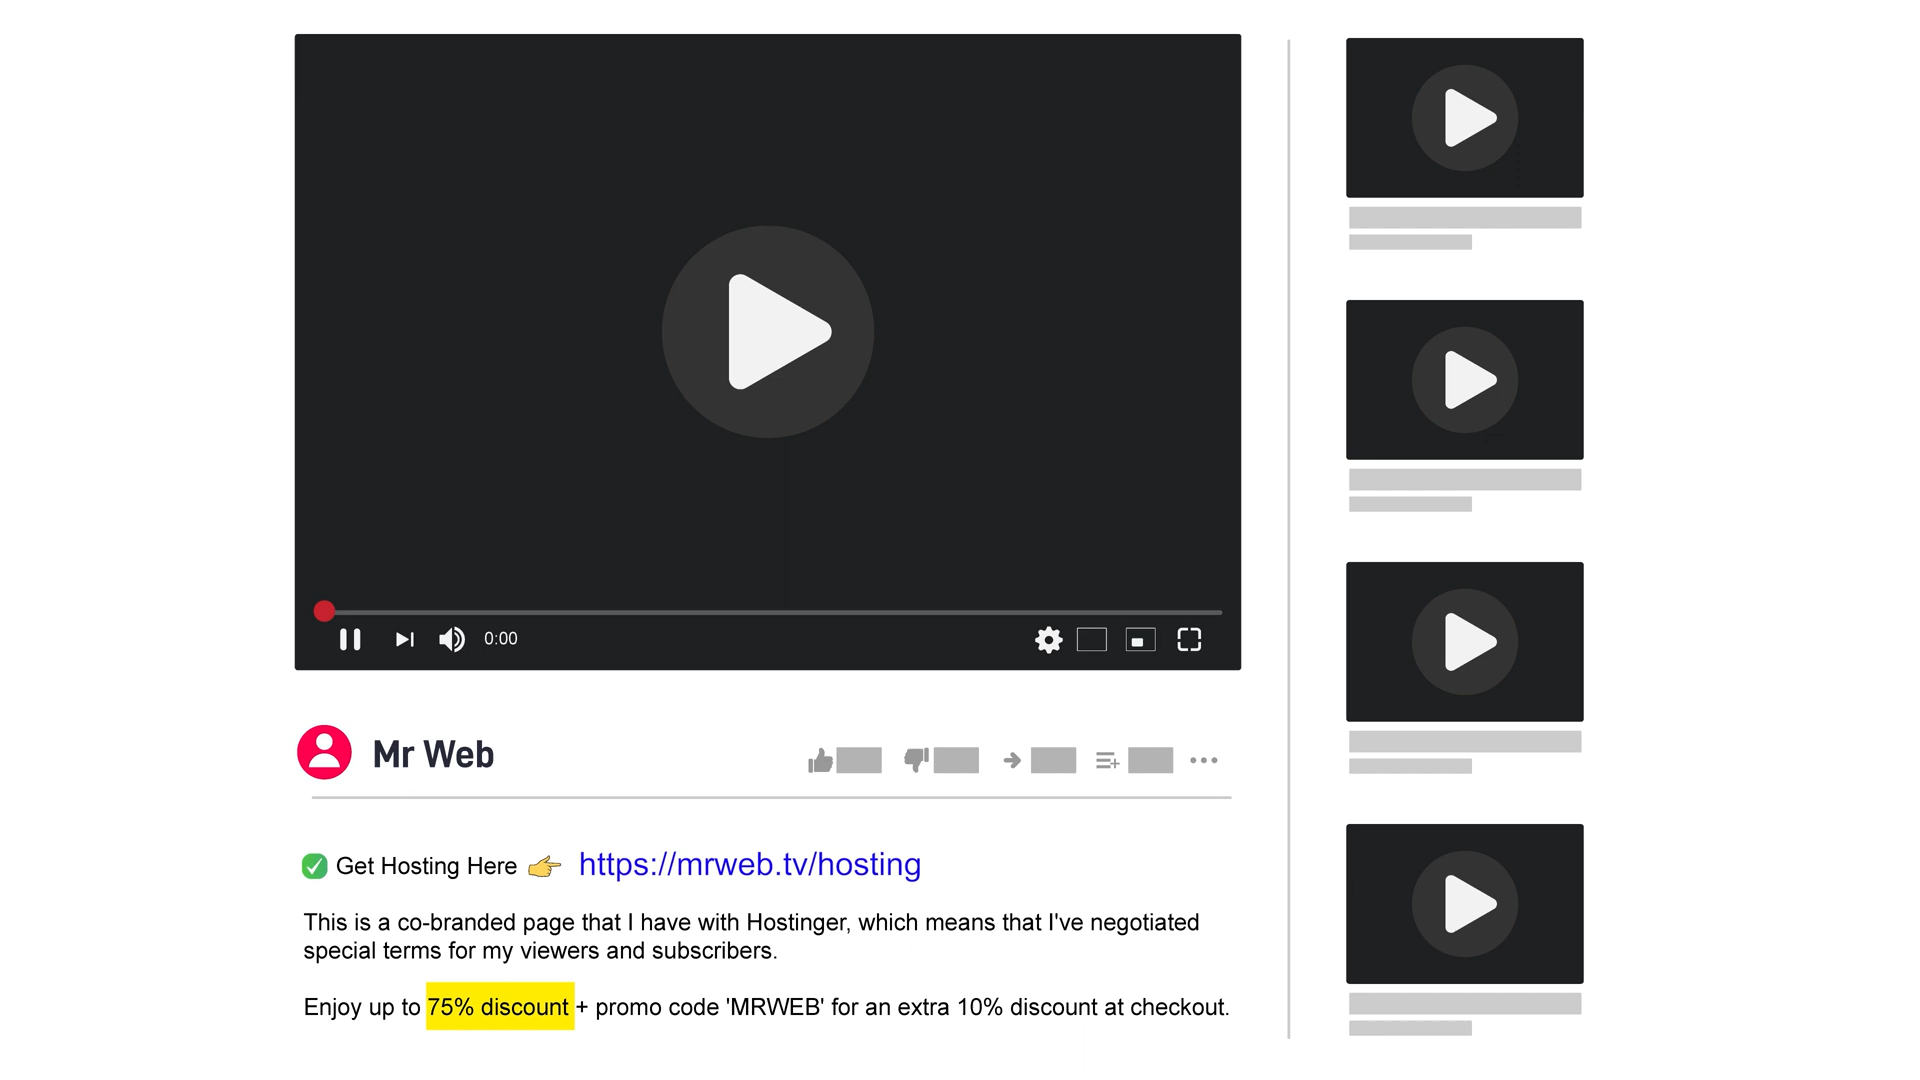 0:00
Mr Web
✅ Get Hosting Here 👉 https://mrweb.tv/hosting
This is a co-branded page that I have with Hostinger, which means that I've negotiated
special terms for my viewers and subscribers.
Enjoy up to 75% discount + promo code 'MRWEB' for an extra 10% discount at checkout.